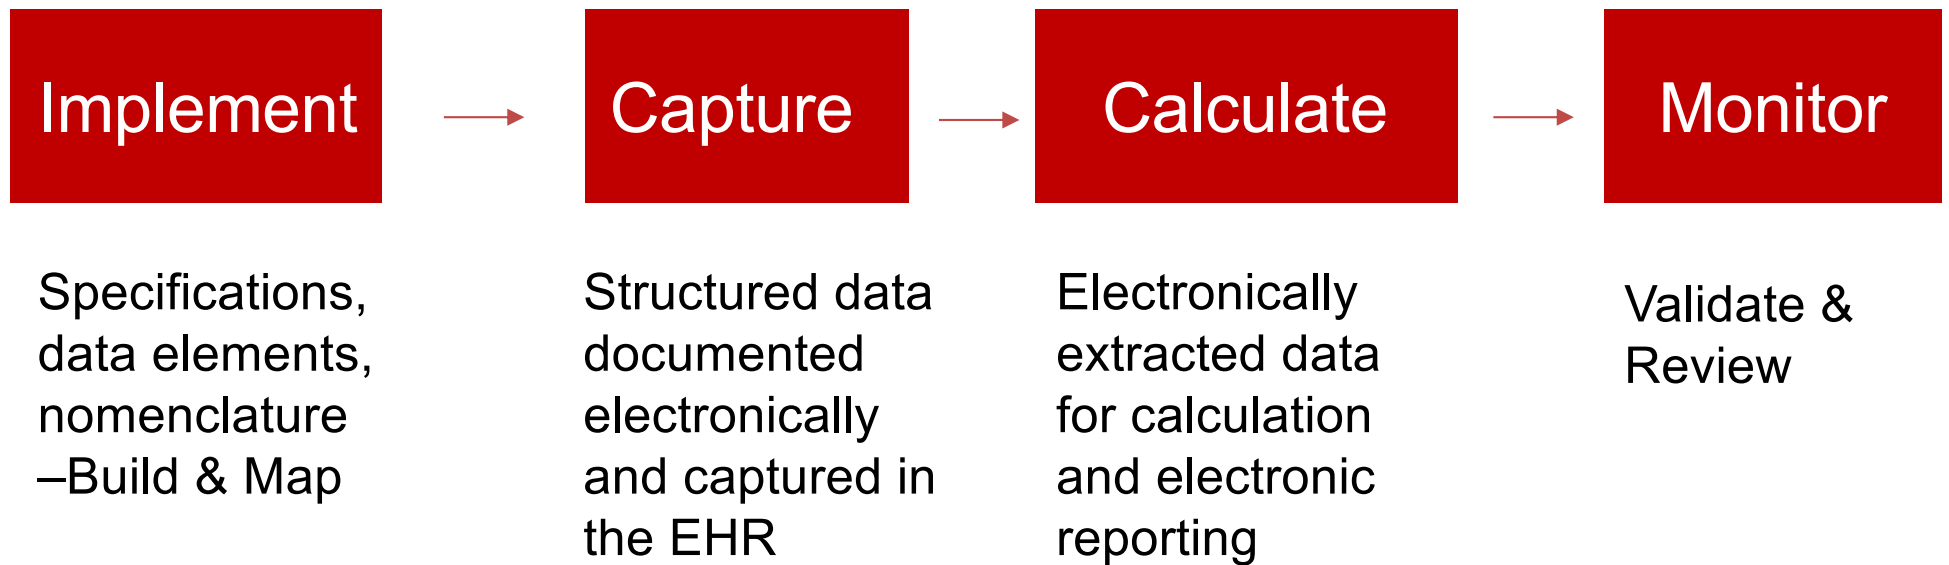 Implement
Capture
Calculate
Monitor
Specifications,
data elements,
nomenclature
–Build & Map
Structured data
documented
electronically
and captured in
the EHR
Electronically
extracted data
for calculation
and electronic
reporting
Validate &
Review